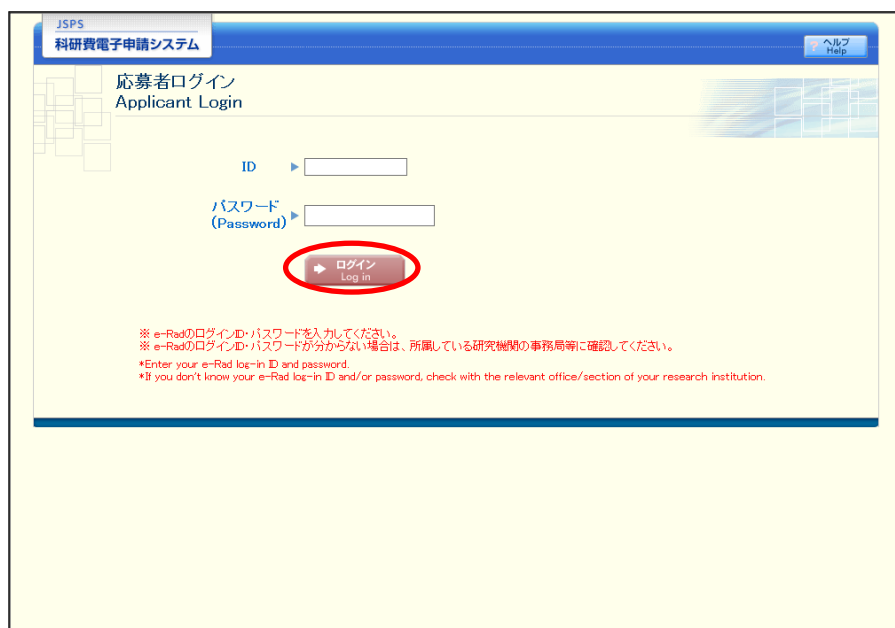 JSPS
科研費電子申請システム
? ヘルプ
Help
応募者ログイン
Applicant Login
ID
パスワード
(Password)
ログイン
Log in
※ e-RadのログインID・パスワードを入力してください。
※ e-RadのログインID・パスワードが分からない場合は、所属している研究機関の事務局等に確認してください。
*Enter your e-Rad log-in ID and password.
*If you don't know your e-Rad log-in ID and/or password, check with the relevant office/section of your research institution.